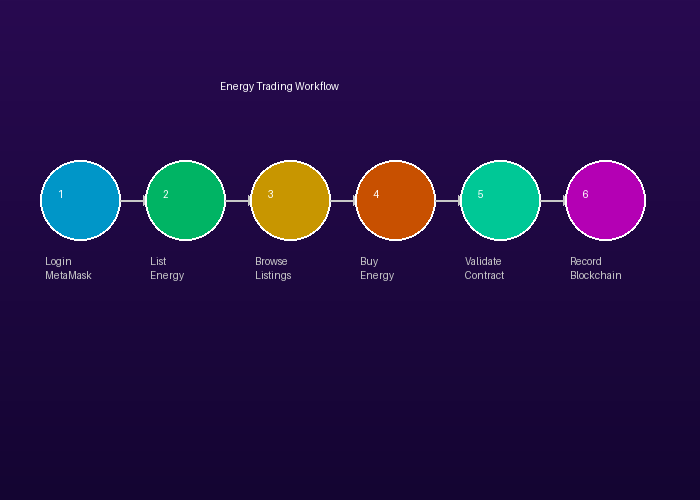 Energy Trading Workflow
1
2
3
4
5
6
Login
MetaMask
List
Energy
Browse
Listings
Buy
Energy
Validate
Contract
Record
Blockchain